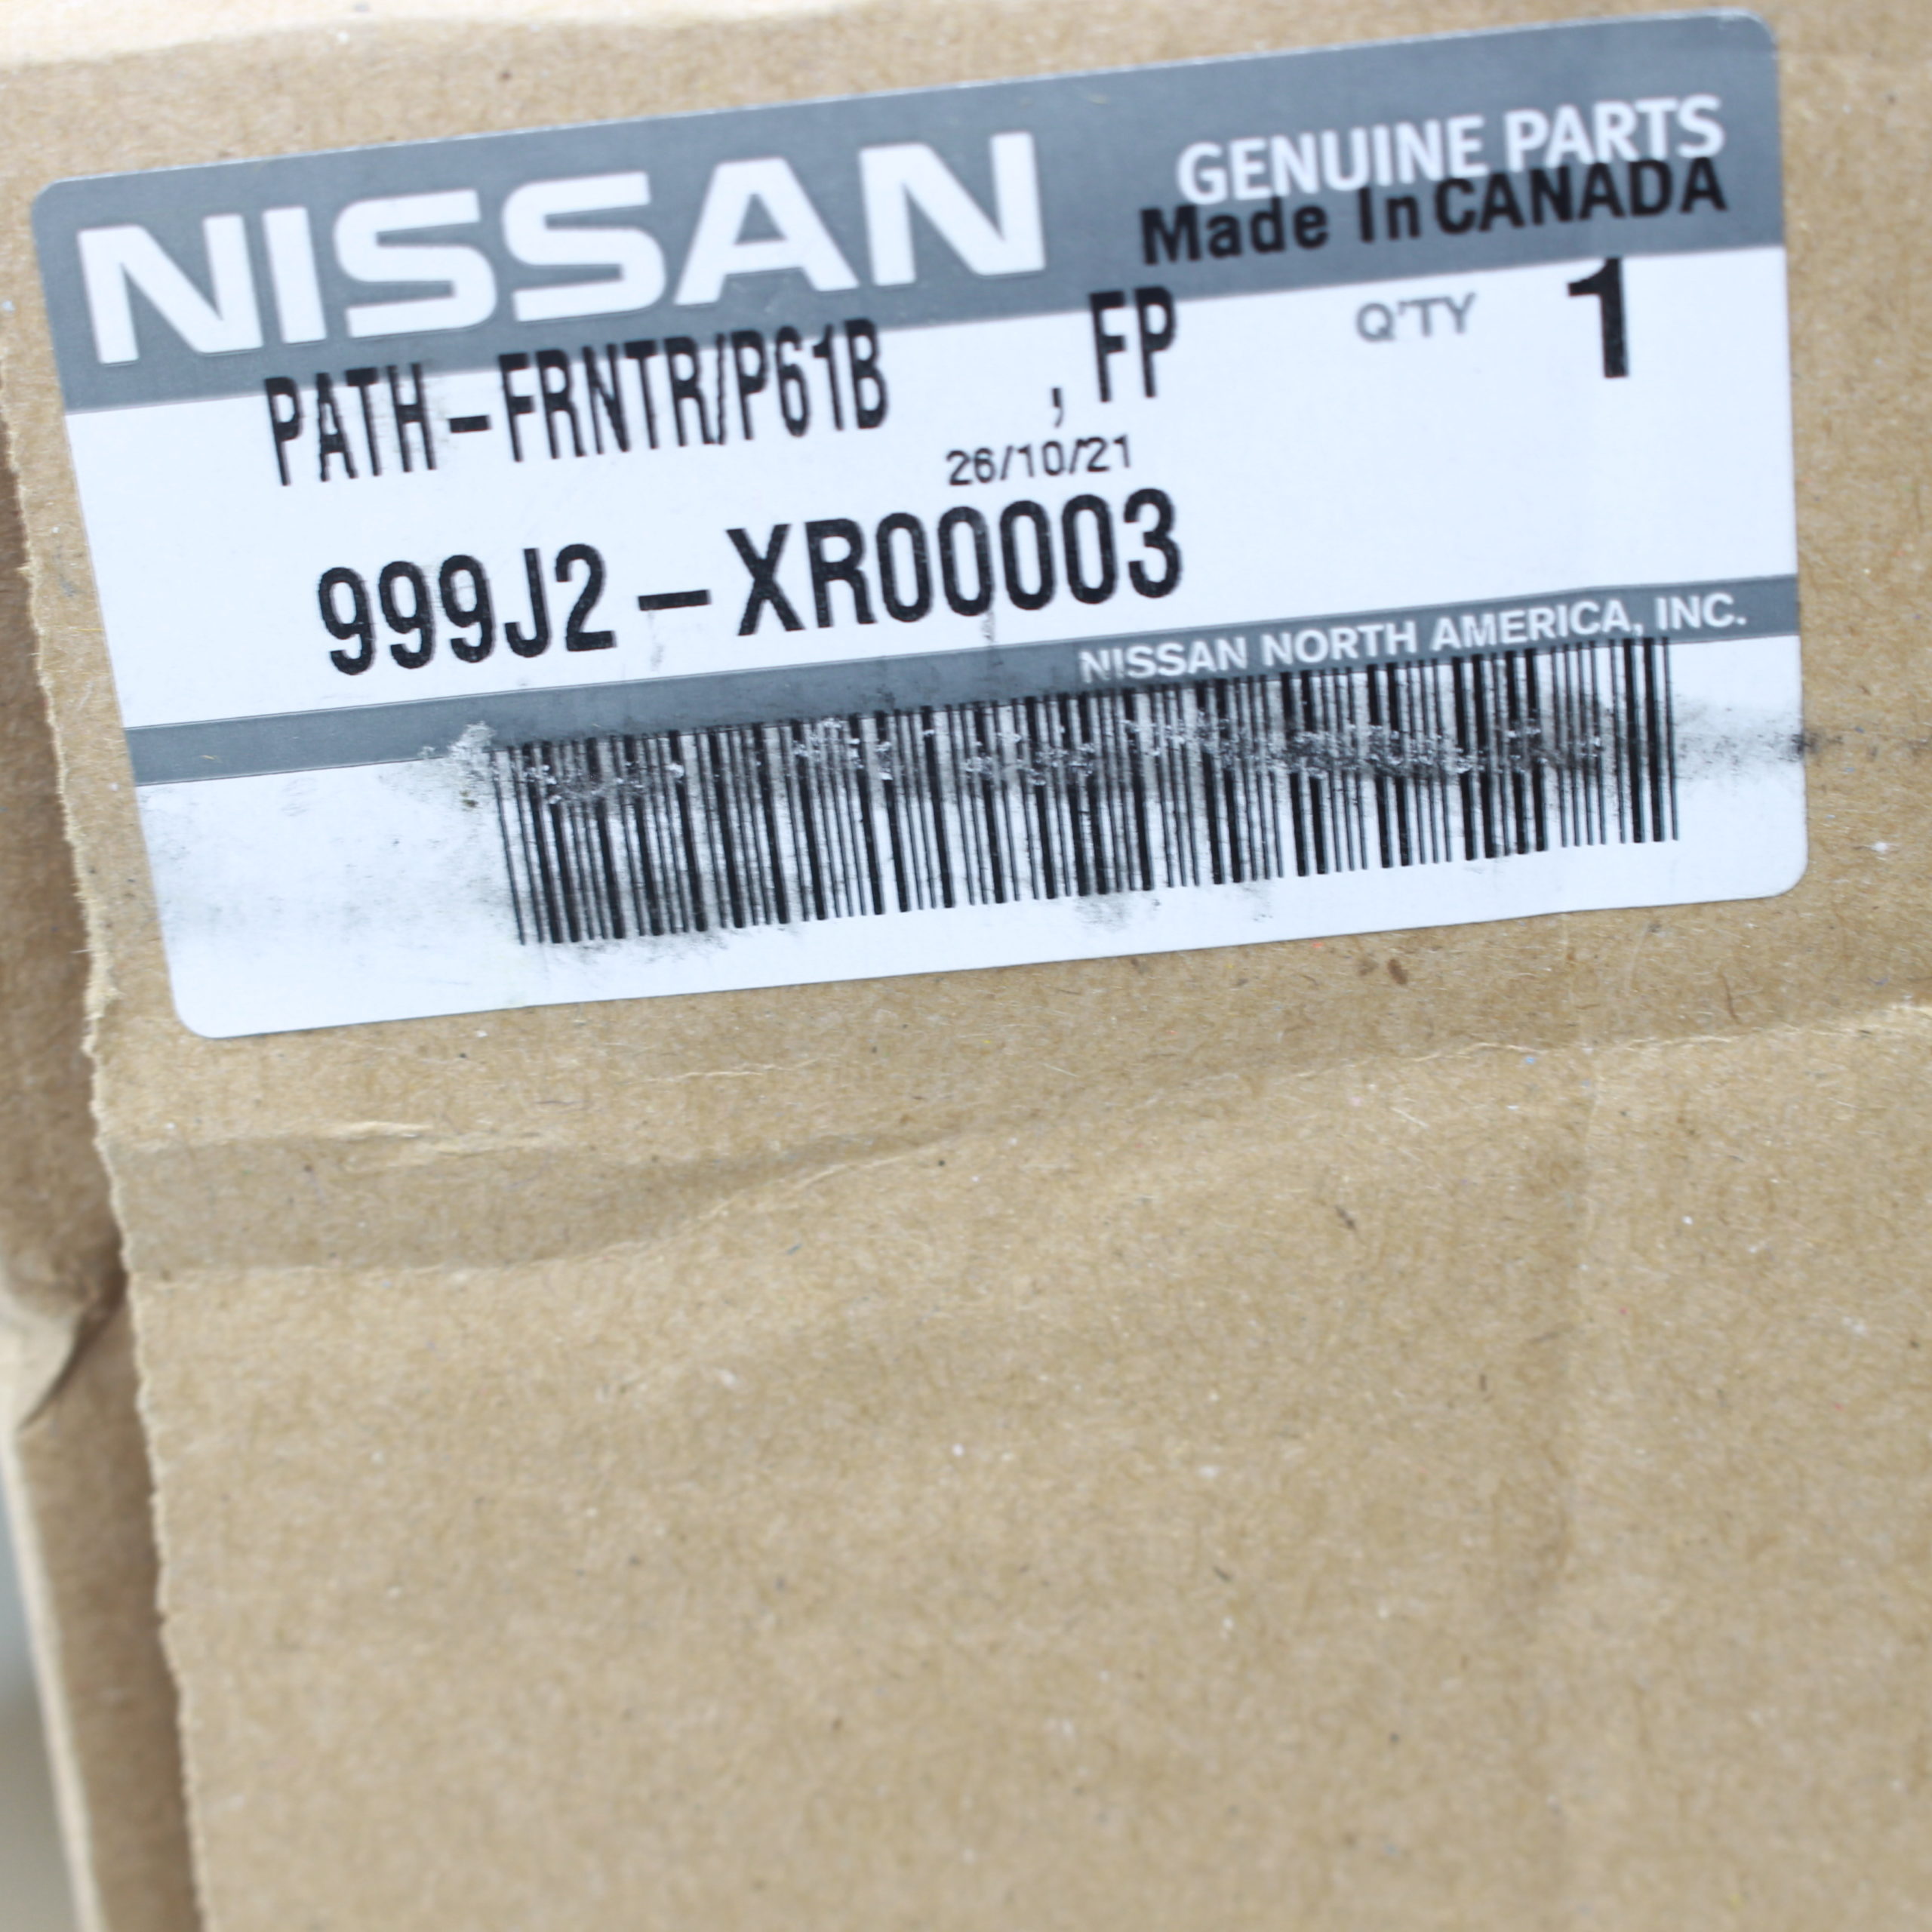 NISSAN GENUINE PARTS
Made In CANADA
PATH-FRNTR/P61B , FP Q'TY 1
26/10/21
999J2-XR00003
NISSAN NORTH AMERICA, INC.